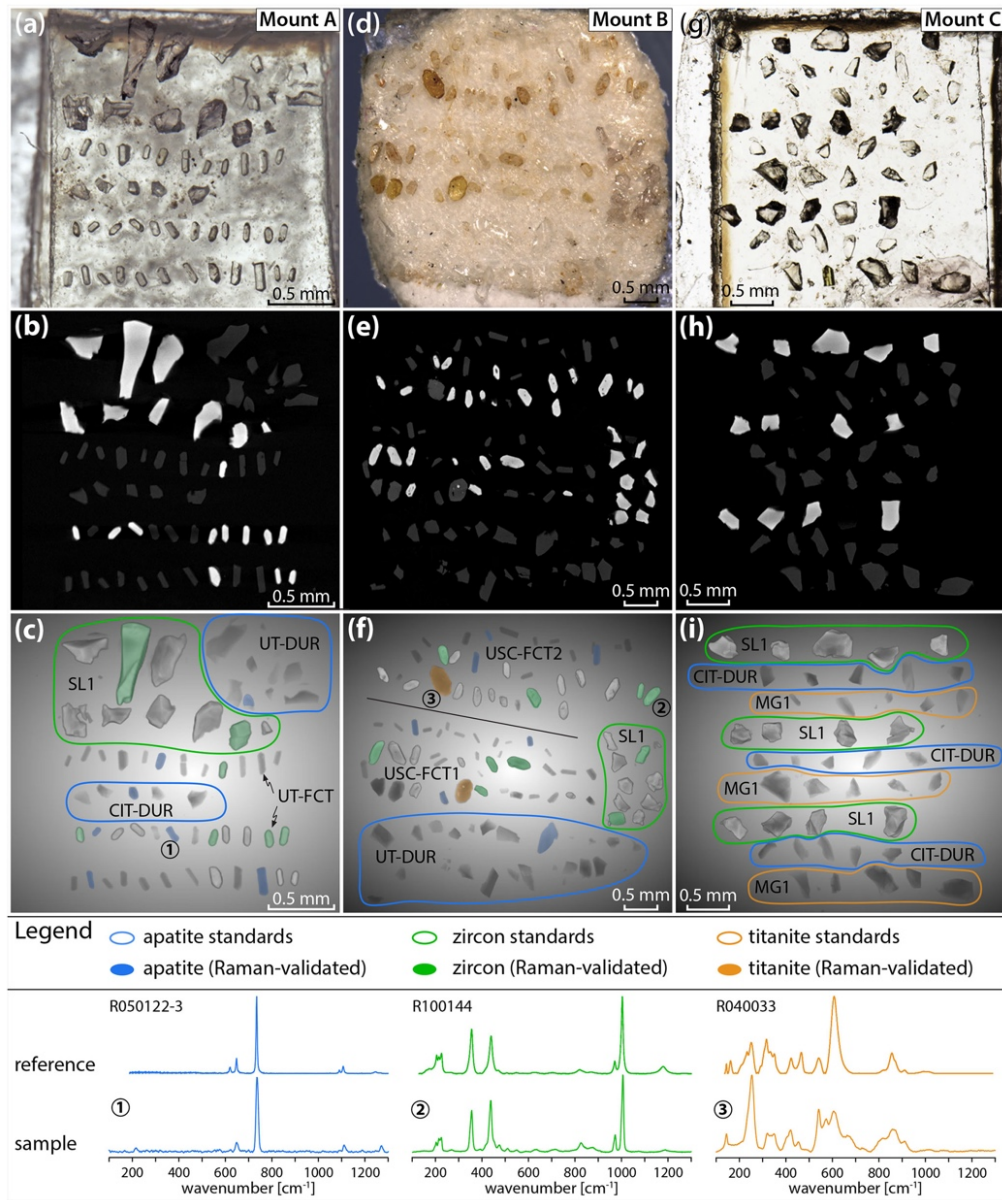 (a) Mount A
0.5 mm
(d) Mount B
0.5 mm
(g) Mount C
0.5 mm
(b)
0.5 mm
(e)
0.5 mm
(h)
0.5 mm
(c)
UT-DUR
SL1
UT-FCT
CIT-DUR
①
0.5 mm
(f)
USC-FCT2
③
②
SL1
USC-FCT1
UT-DUR
0.5 mm
(i)
SL1
CIT-DUR
MG1
SL1
CIT-DUR
MG1
SL1
CIT-DUR
MG1
0.5 mm
Legend
apatite standards
zircon standards
titanite standards
apatite (Raman-validated)
zircon (Raman-validated)
titanite (Raman-validated)
R050122-3
R100144
R040033
reference
①
②
③
sample
200 400 600 800 1000 1200
200 400 600 800 1000 1200
200 400 600 800 1000 1200
wavenumber [cm⁻¹]
wavenumber [cm⁻¹]
wavenumber [cm⁻¹]